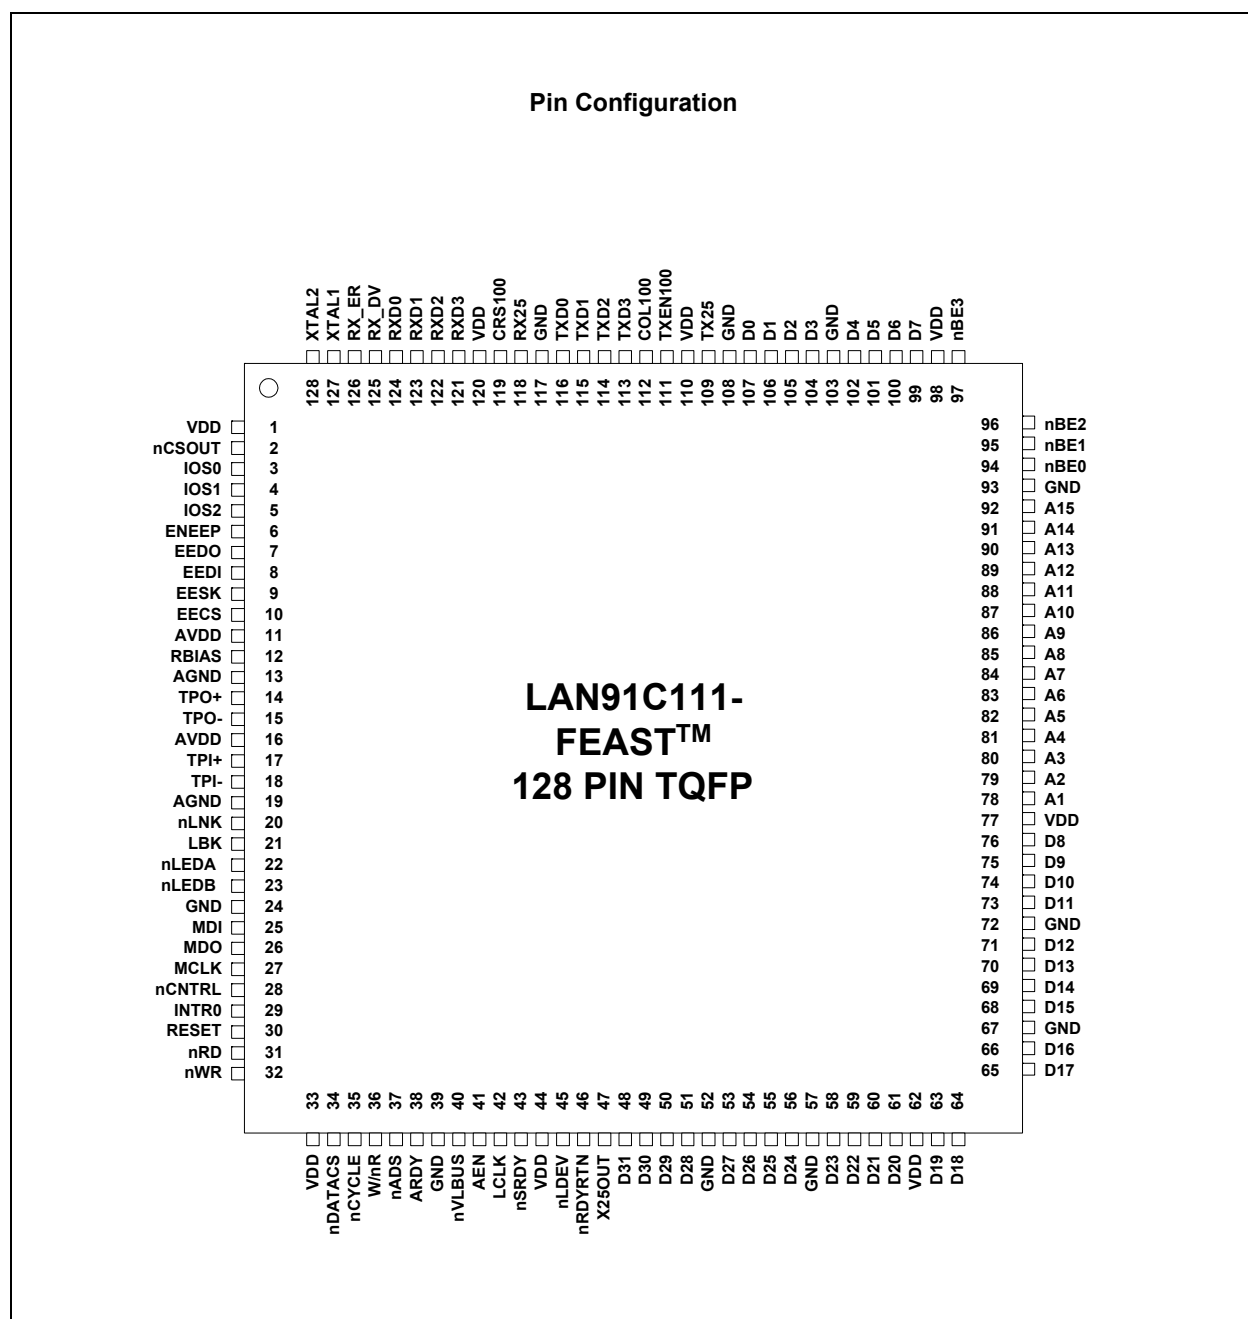 Pin Configuration
XTAL2
XTAL1
RX_ER
RX_DV
RXD0
RXD1
RXD2
RXD3
VDD
CRS100
RX25
GND
TXD0
TXD1
TXD2
TXD3
COL100
TXEN100
VDD
TX25
GND
D0
D1
D2
D3
GND
D4
D5
D6
D7
VDD
nBE3
128
127
126
125
124
123
122
121
120
119
118
117
116
115
114
113
112
111
110
109
108
107
106
105
104
103
102
101
100
99
98
97
VDD 1
nCSOUT 2
IOS0 3
IOS1 4
IOS2 5
ENEEP 6
EEDO 7
EEDI 8
EESK 9
EECS 10
AVDD 11
RBIAS 12
AGND 13
TPO+ 14
TPO- 15
AVDD 16
TPI+ 17
TPI- 18
AGND 19
nLNK 20
LBK 21
nLEDA 22
nLEDB 23
GND 24
MDI 25
MDO 26
MCLK 27
nCNTRL 28
INTR0 29
RESET 30
nRD 31
nWR 32
LAN91C111-
FEAST™
128 PIN TQFP
96 nBE2
95 nBE1
94 nBE0
93 GND
92 A15
91 A14
90 A13
89 A12
88 A11
87 A10
86 A9
85 A8
84 A7
83 A6
82 A5
81 A4
80 A3
79 A2
78 A1
77 VDD
76 D8
75 D9
74 D10
73 D11
72 GND
71 D12
70 D13
69 D14
68 D15
67 GND
66 D16
65 D17
33
34
35
36
37
38
39
40
41
42
43
44
45
46
47
48
49
50
51
52
53
54
55
56
57
58
59
60
61
62
63
64
VDD
nDATACS
nCYCLE
W/nR
nADS
ARDY
GND
nVLBUS
AEN
LCLK
nSRDY
VDD
nLDEV
nRDYRTN
X25OUT
D31
D30
D29
D28
GND
D27
D26
D25
D24
GND
D23
D22
D21
D20
VDD
D19
D18